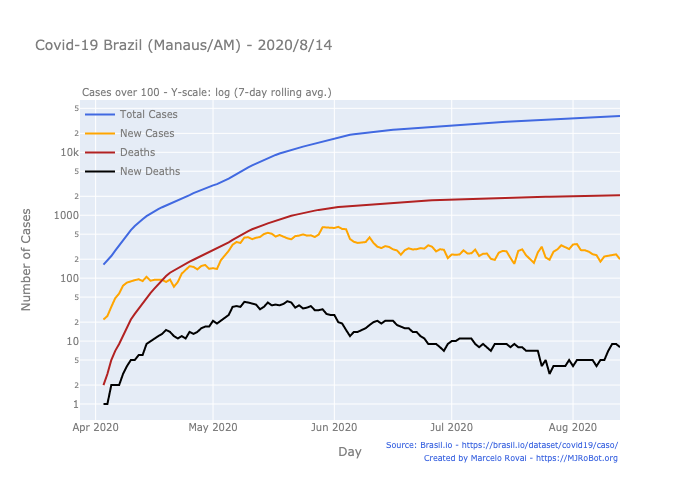 Covid-19 Brazil (Manaus/AM) - 2020/8/14
Cases over 100 - Y-scale: log (7-day rolling avg.)
Total Cases
New Cases
Deaths
New Deaths
5
2
10k
5
2
1000
5
2
100
5
2
10
5
2
1
Number of Cases
Apr 2020
May 2020
Jun 2020
Jul 2020
Aug 2020
Day
Source: Brasil.io - https://brasil.io/dataset/covid19/caso/
Created by Marcelo Rovai - https://MJRoBot.org